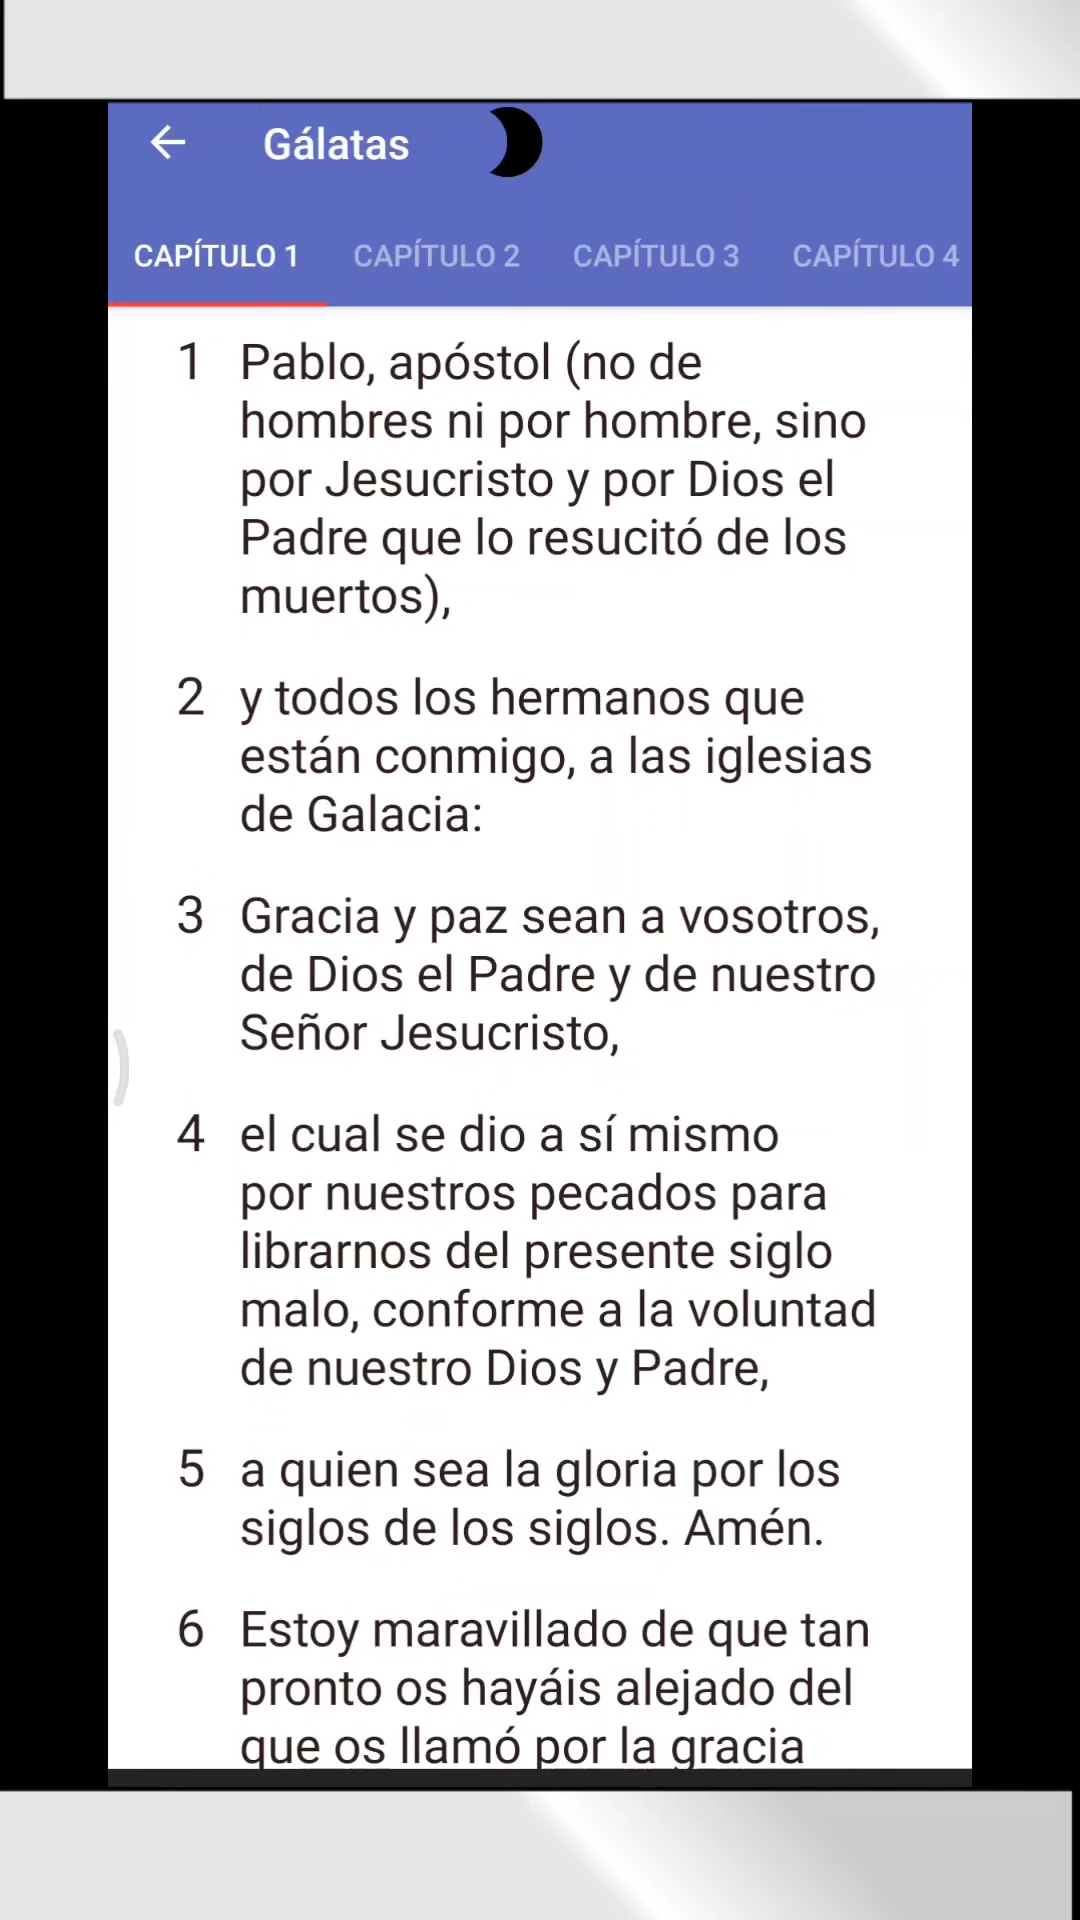 Gálatas
CAPÍTULO 1 CAPÍTULO 2 CAPÍTULO 3 CAPÍTULO 4
1 Pablo, apóstol (no de
hombres ni por hombre, sino
por Jesucristo y por Dios el
Padre que lo resucitó de los
muertos),
2 y todos los hermanos que
están conmigo, a las iglesias
de Galacia:
3 Gracia y paz sean a vosotros,
de Dios el Padre y de nuestro
Señor Jesucristo,
4 el cual se dio a sí mismo
por nuestros pecados para
librarnos del presente siglo
malo, conforme a la voluntad
de nuestro Dios y Padre,
5 a quien sea la gloria por los
siglos de los siglos. Amén.
6 Estoy maravillado de que tan
pronto os hayáis alejado del
que os llamó por la gracia